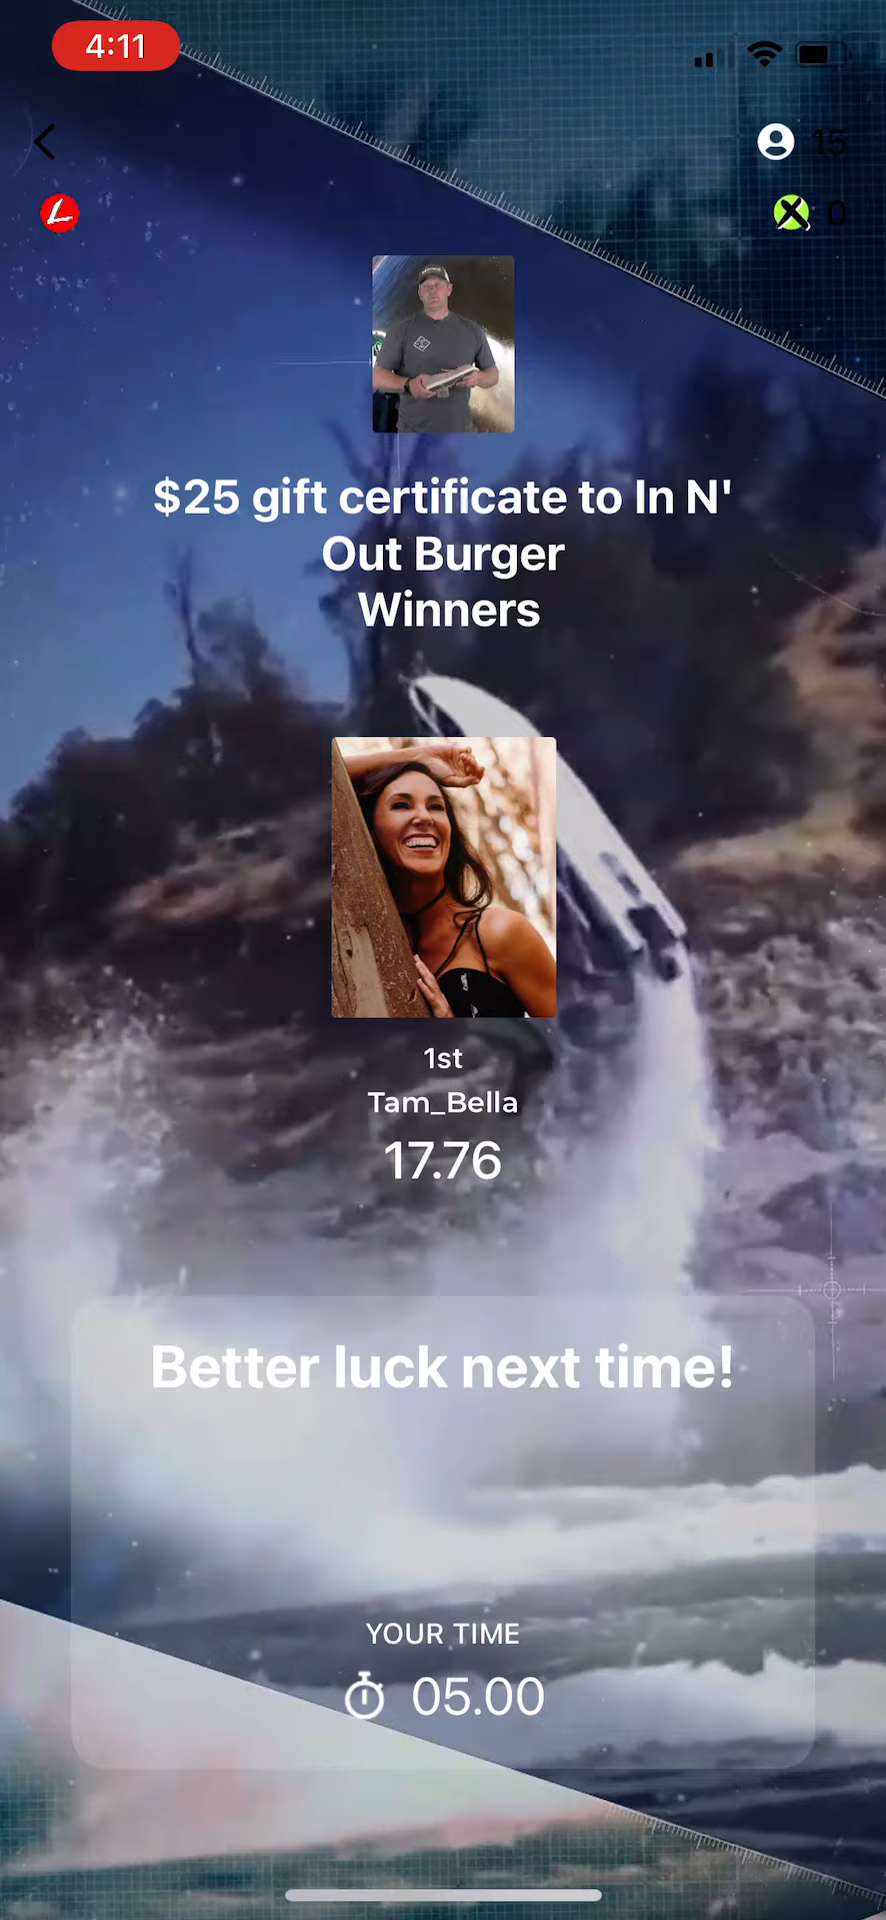 4:11
15
0
$25 gift certificate to In N'
Out Burger
Winners
1st
Tam_Bella
17.76
Better luck next time!
YOUR TIME
05.00